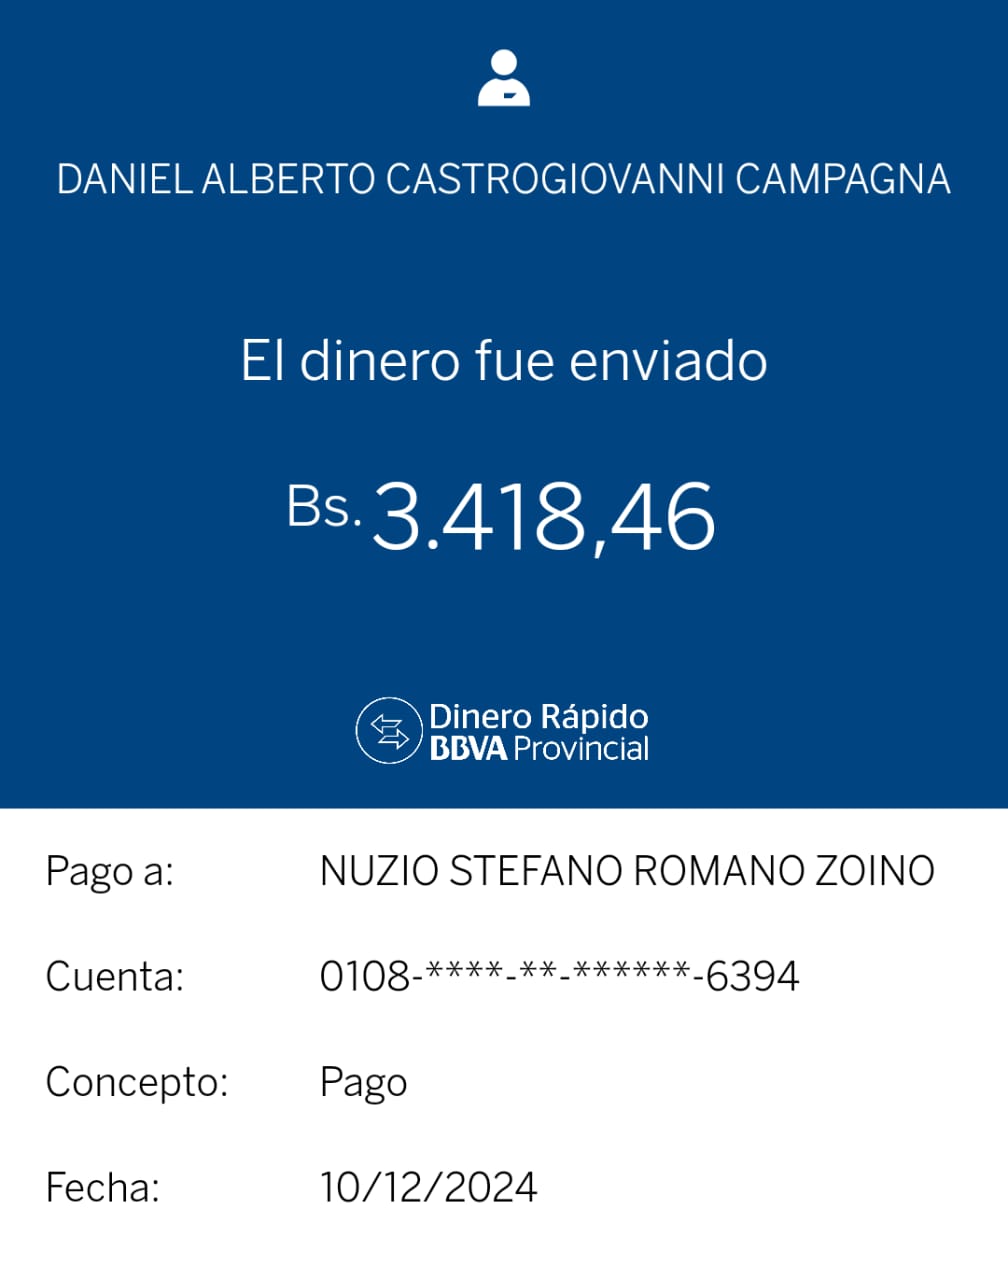 DANIEL ALBERTO CASTROGIOVANNI CAMPAGNA
El dinero fue enviado
Bs. 3.418,46
Dinero Rápido
BBVA Provincial
Pago a: NUZIO STEFANO ROMANO ZOINO
Cuenta: 0108-****-**-******-6394
Concepto: Pago
Fecha: 10/12/2024